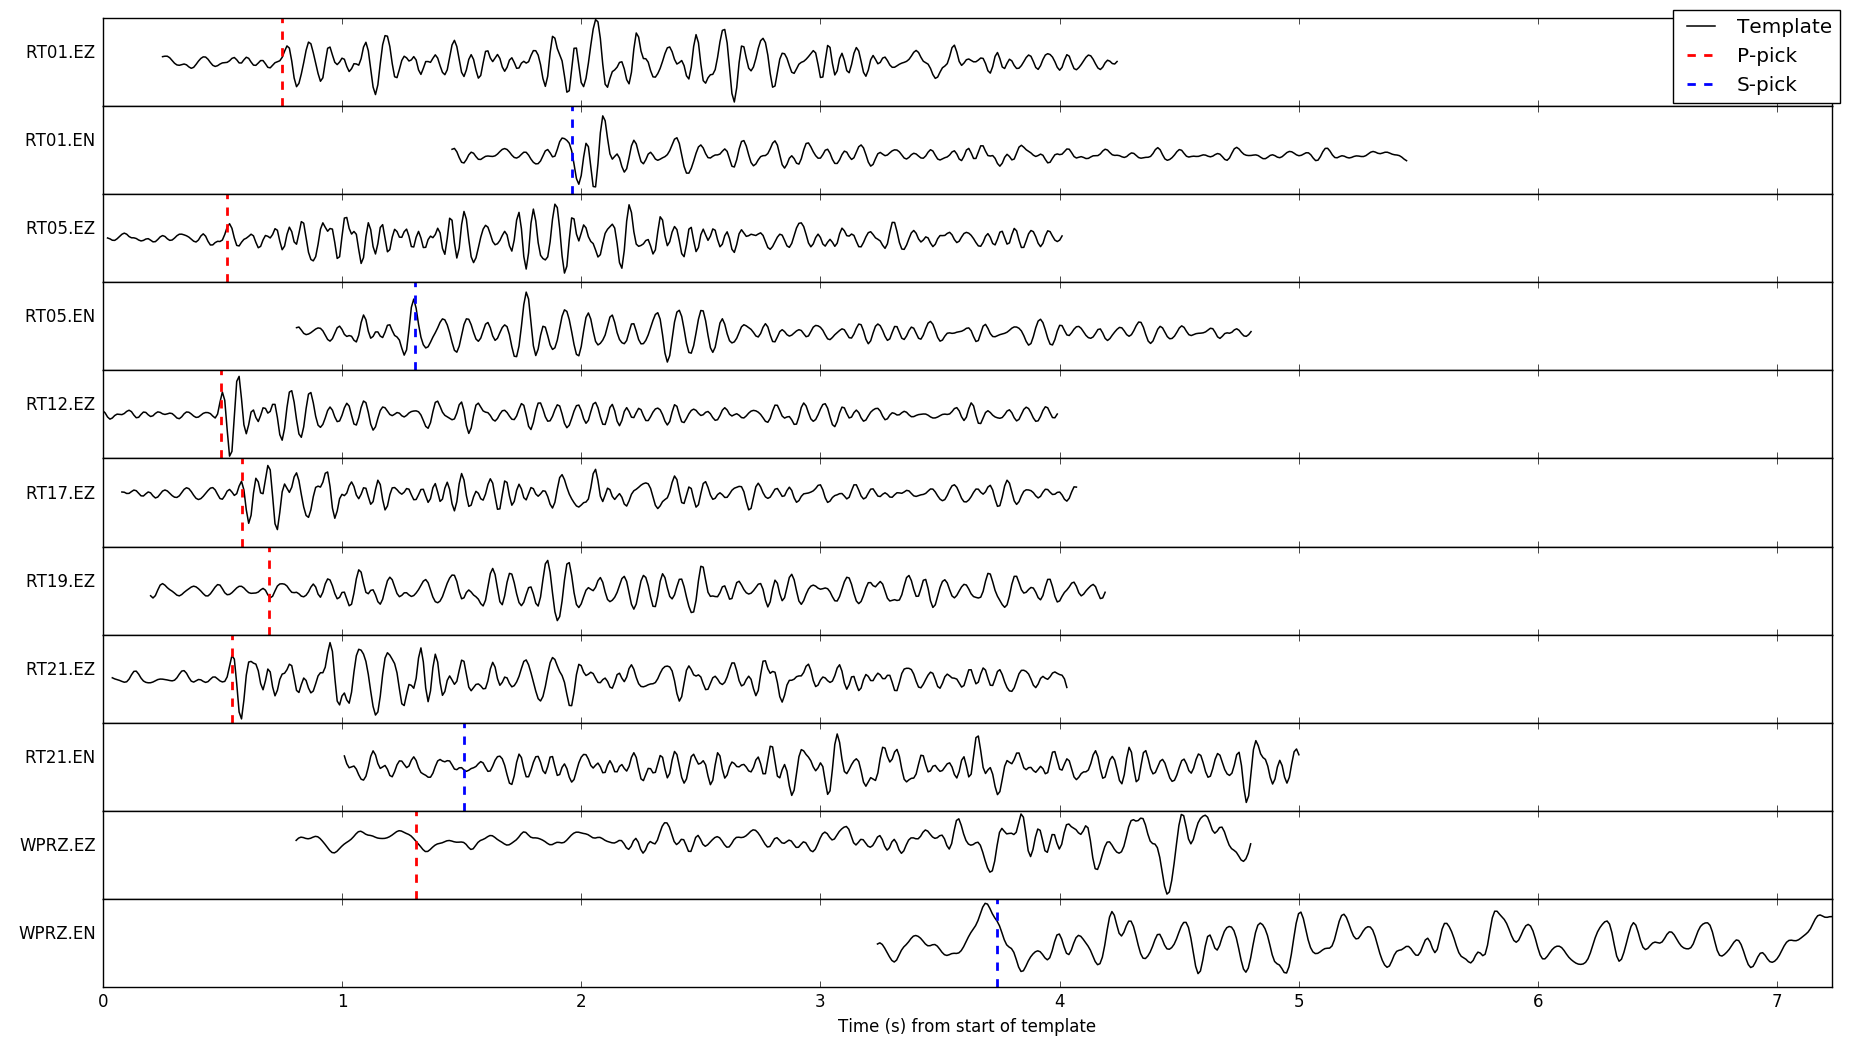 Template
P-pick
S-pick
RT01.EZ
RT01.EN
RT05.EZ
RT05.EN
RT12.EZ
RT17.EZ
RT19.EZ
RT21.EZ
RT21.EN
WPRZ.EZ
WPRZ.EN
0 1 2 3 4 5 6 7
Time (s) from start of template